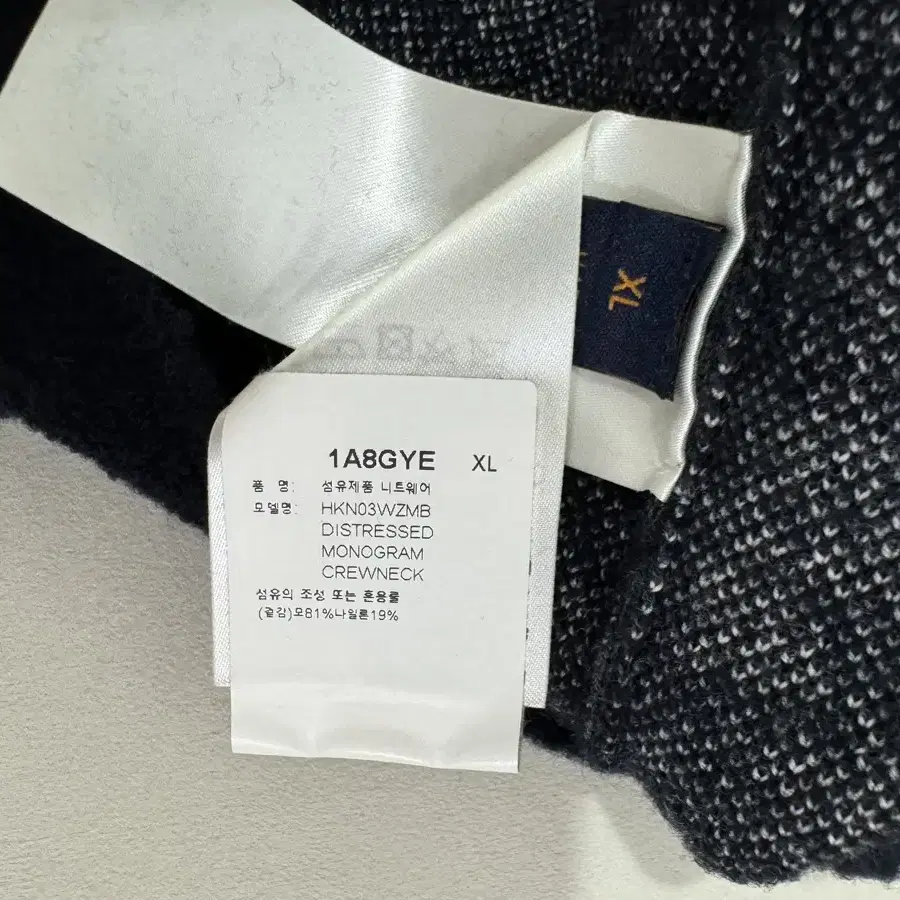 XL
1A8GYE XL
품 명: 섬유제품 니트웨어
모델명: HKN03WZMB
DISTRESSED
MONOGRAM
CREWNECK
섬유의 조성 또는 혼용률
(겉감)모81%나일론19%